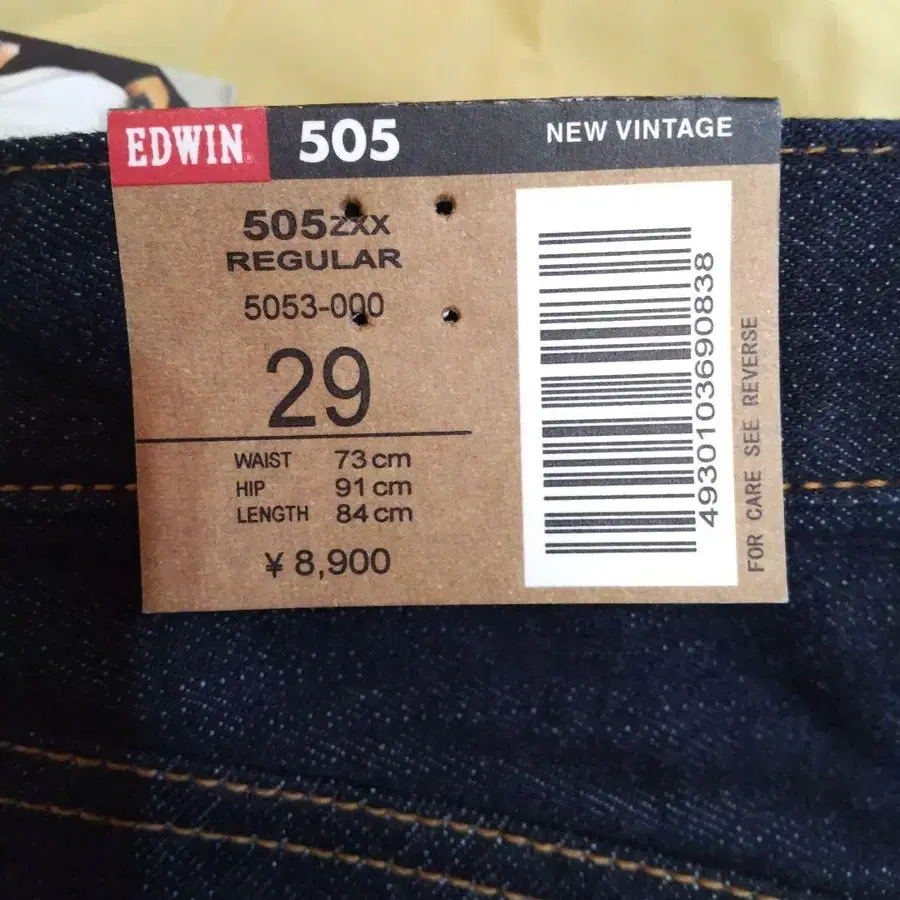 EDWIN® 505 NEW VINTAGE
505ZXX
REGULAR
5053-000
29
WAIST 73cm
HIP 91cm
LENGTH 84cm
¥8,900
4930103690838
FOR CARE SEE REVERSE